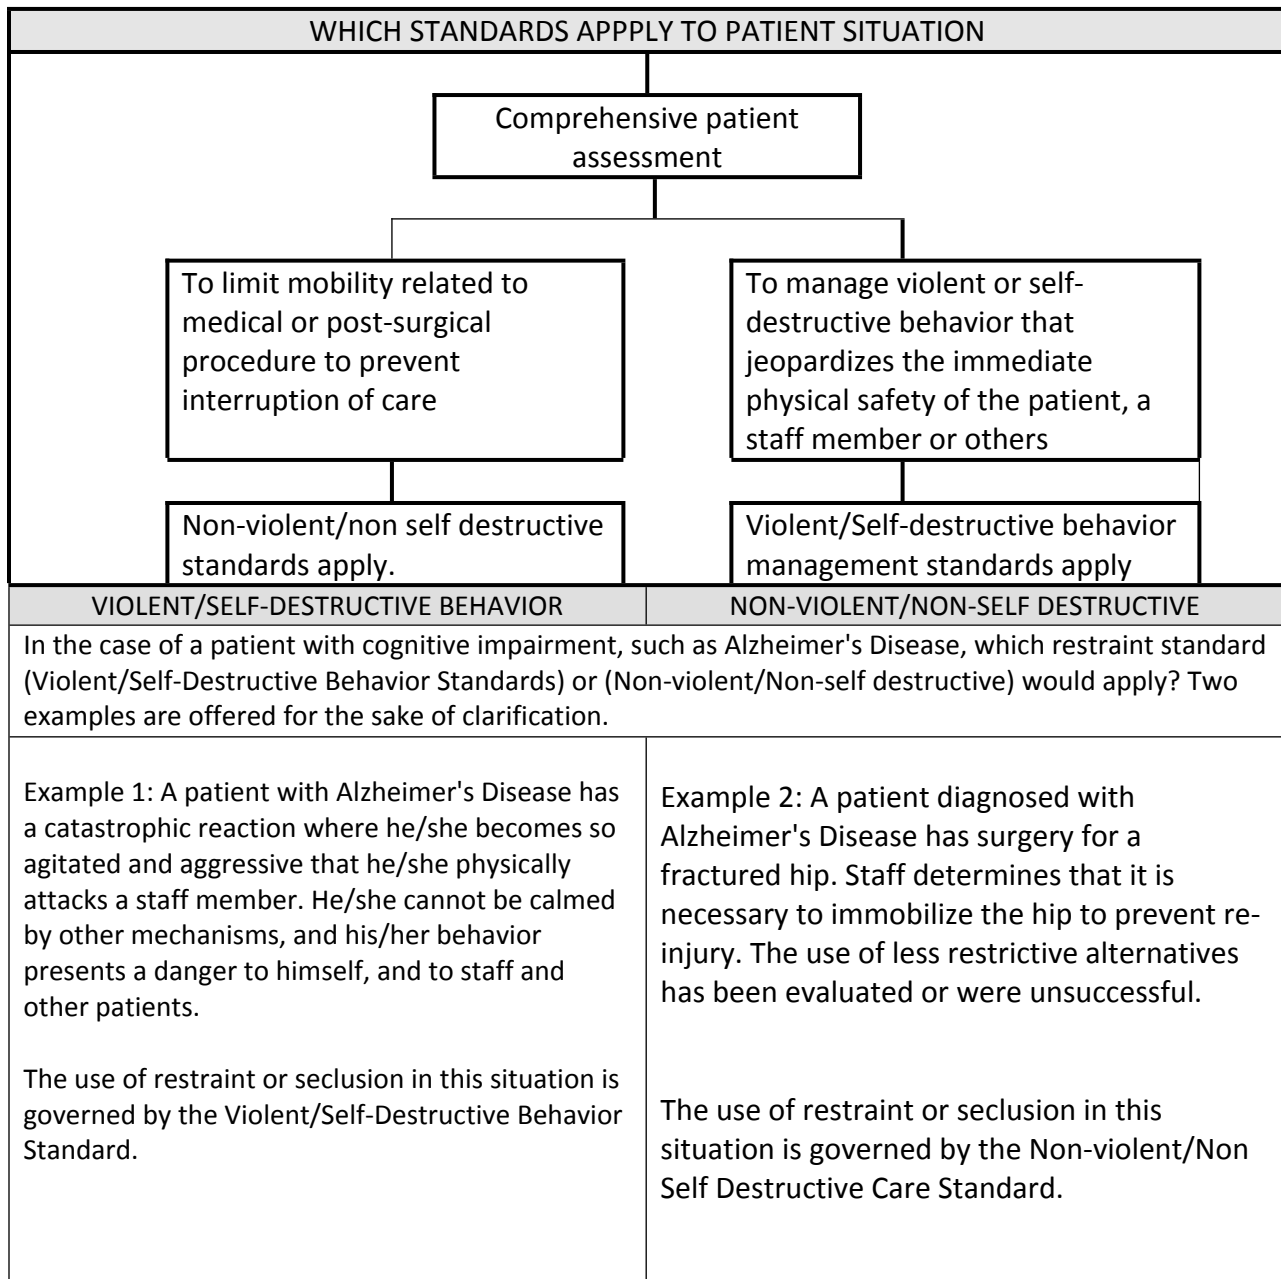 WHICH STANDARDS APPPLY TO PATIENT SITUATION
Comprehensive patient
assessment
To limit mobility related to
medical or post-surgical
procedure to prevent
interruption of care
To manage violent or self-
destructive behavior that
jeopardizes the immediate
physical safety of the patient, a
staff member or others
Non-violent/non self destructive
standards apply.
Violent/Self-destructive behavior
management standards apply
VIOLENT/SELF-DESTRUCTIVE BEHAVIOR
NON-VIOLENT/NON-SELF DESTRUCTIVE
In the case of a patient with cognitive impairment, such as Alzheimer's Disease, which restraint standard
(Violent/Self-Destructive Behavior Standards) or (Non-violent/Non-self destructive) would apply? Two
examples are offered for the sake of clarification.
Example 1: A patient with Alzheimer's Disease has
a catastrophic reaction where he/she becomes so
agitated and aggressive that he/she physically
attacks a staff member. He/she cannot be calmed
by other mechanisms, and his/her behavior
presents a danger to himself, and to staff and
other patients.
The use of restraint or seclusion in this situation is
governed by the Violent/Self-Destructive Behavior
Standard.
Example 2: A patient diagnosed with
Alzheimer's Disease has surgery for a
fractured hip. Staff determines that it is
necessary to immobilize the hip to prevent re-
injury. The use of less restrictive alternatives
has been evaluated or were unsuccessful.
The use of restraint or seclusion in this
situation is governed by the Non-violent/Non
Self Destructive Care Standard.